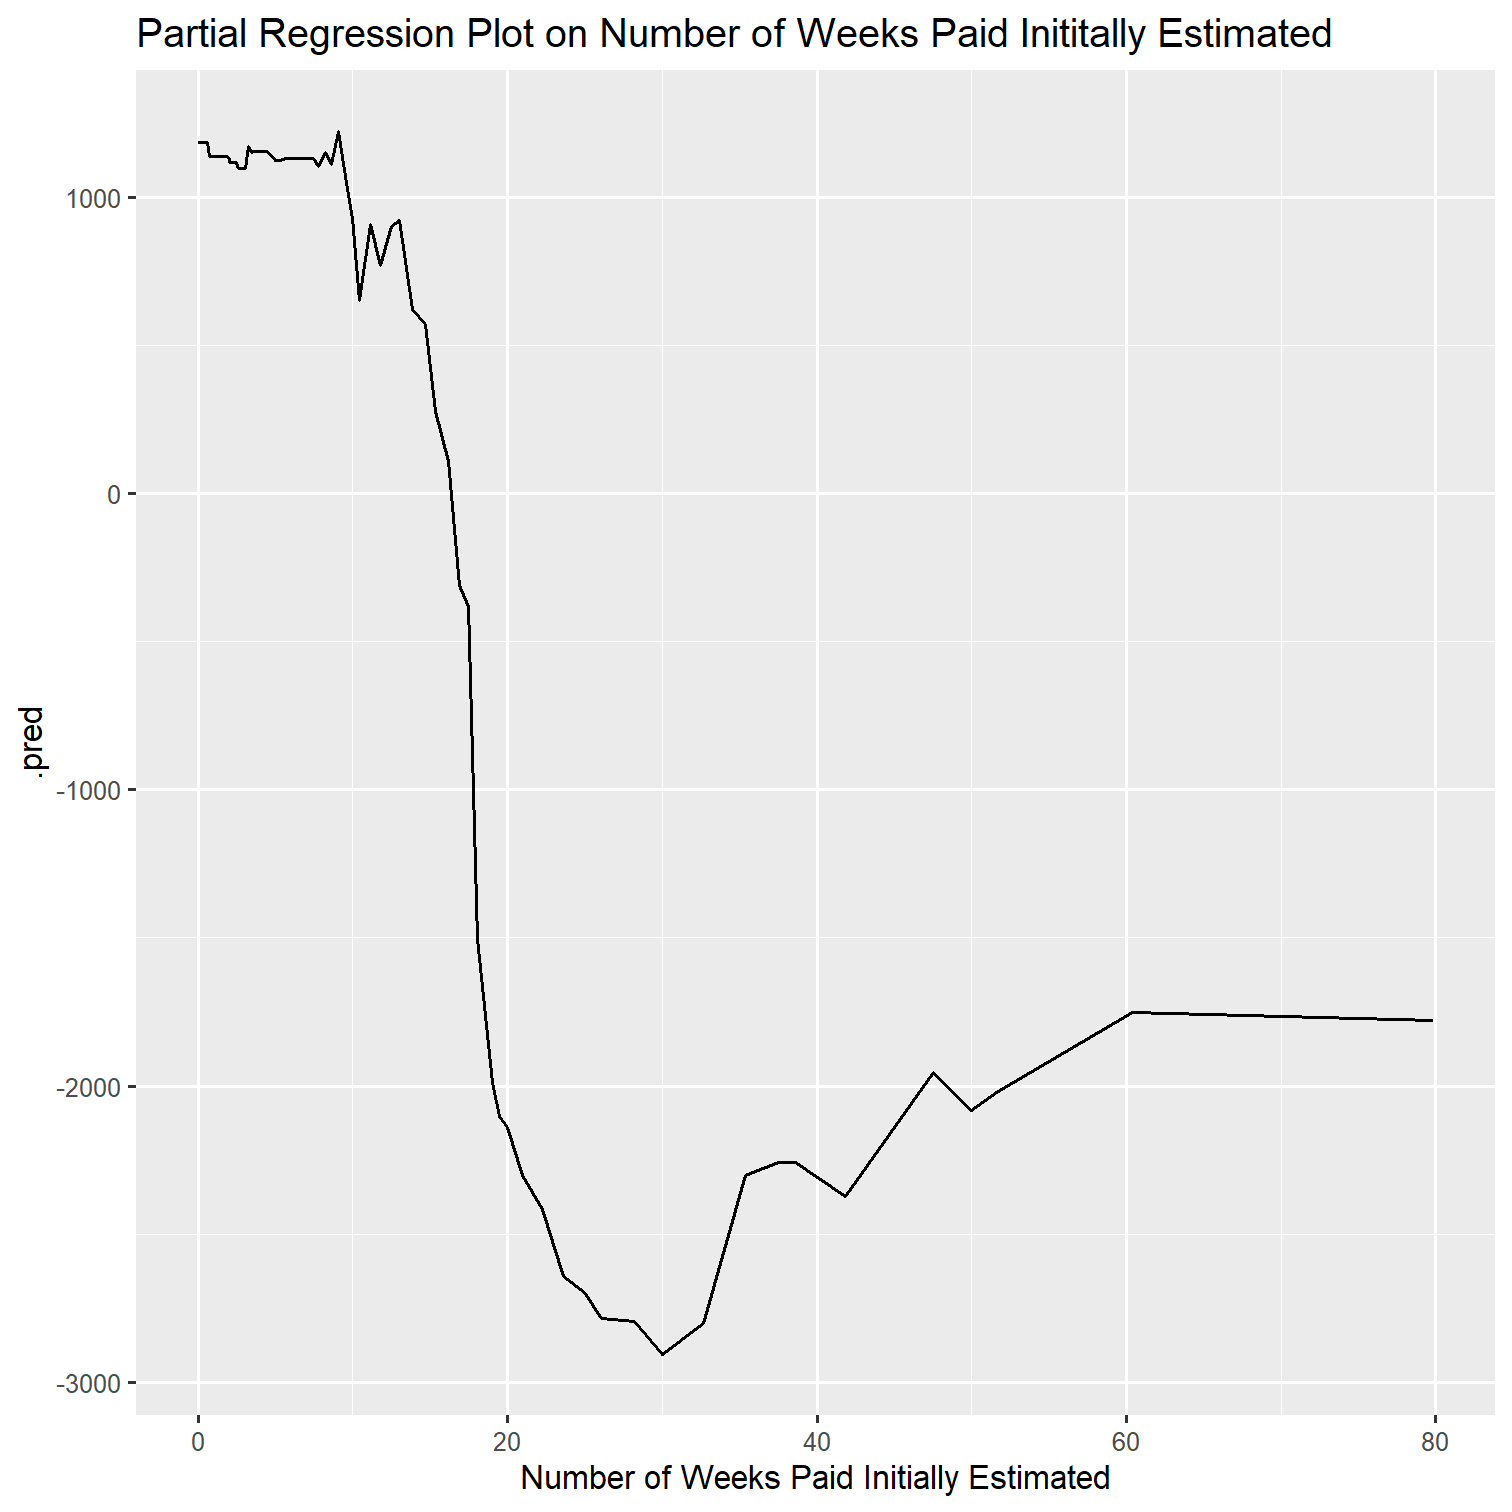 Partial Regression Plot on Number of Weeks Paid Inititally Estimated
1000
0
-1000
-2000
-3000
.pred
0 20 40 60 80
Number of Weeks Paid Initially Estimated